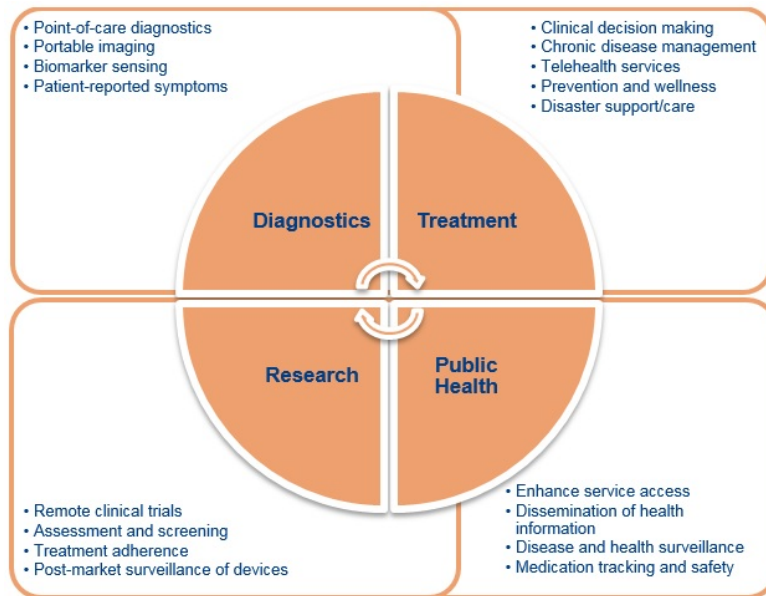 • Point-of-care diagnostics
• Portable imaging
• Biomarker sensing
• Patient-reported symptoms
• Clinical decision making
• Chronic disease management
• Telehealth services
• Prevention and wellness
• Disaster support/care
Diagnostics
Treatment
Research
Public
Health
• Remote clinical trials
• Assessment and screening
• Treatment adherence
• Post-market surveillance of devices
• Enhance service access
• Dissemination of health
information
• Disease and health surveillance
• Medication tracking and safety